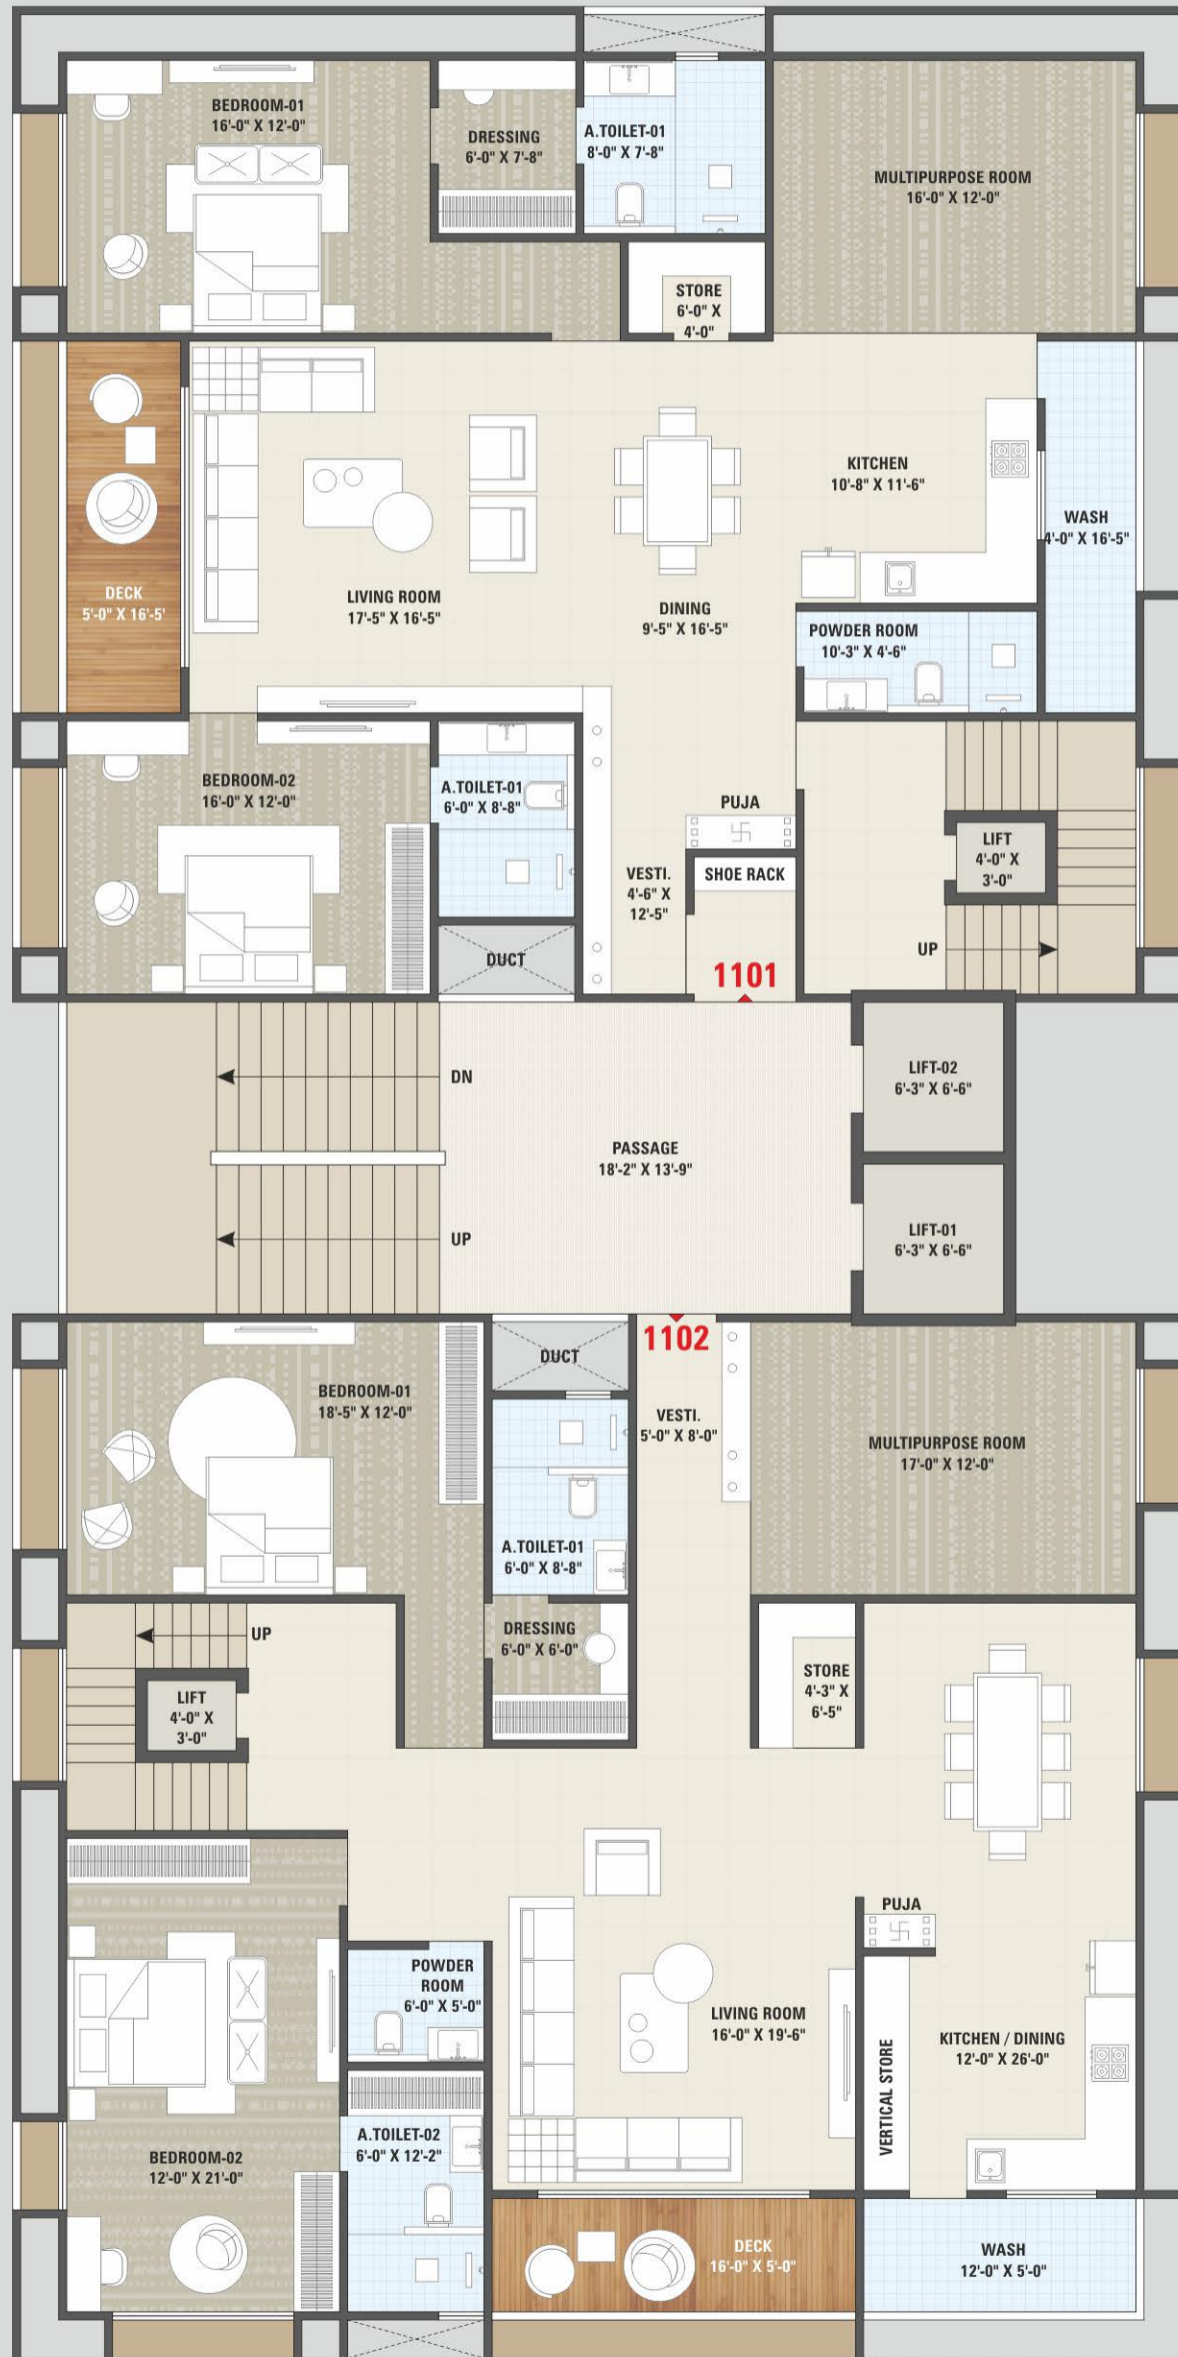 BEDROOM-01
16'-0" X 12'-0"
DRESSING
6'-0" X 7'-8"
A.TOILET-01
8'-0" X 7'-8"
MULTIPURPOSE ROOM
16'-0" X 12'-0"
STORE
6'-0" X
4'-0"
KITCHEN
10'-8" X 11'-6"
WASH
4'-0" X 16'-5"
DECK
5'-0" X 16'-5'
LIVING ROOM
17'-5" X 16'-5"
DINING
9'-5" X 16'-5"
POWDER ROOM
10'-3" X 4'-6"
BEDROOM-02
16'-0" X 12'-0"
A.TOILET-01
6'-0" X 8'-8"
PUJA
VESTI.
4'-6" X
12'-5"
SHOE RACK
LIFT
4'-0" X
3'-0"
UP
DUCT
1101
DN
LIFT-02
6'-3" X 6'-6"
PASSAGE
18'-2" X 13'-9"
UP
LIFT-01
6'-3" X 6'-6"
1102
DUCT
BEDROOM-01
18'-5" X 12'-0"
VESTI.
5'-0" X 8'-0"
MULTIPURPOSE ROOM
17'-0" X 12'-0"
A.TOILET-01
6'-0" X 8'-8"
UP
DRESSING
6'-0" X 6'-0"
LIFT
4'-0" X
3'-0"
STORE
4'-3" X
6'-5"
PUJA
POWDER
ROOM
6'-0" X 5'-0"
LIVING ROOM
16'-0" X 19'-6"
KITCHEN / DINING
12'-0" X 26'-0"
VERTICAL STORE
A.TOILET-02
6'-0" X 12'-2"
BEDROOM-02
12'-0" X 21'-0"
DECK
16'-0" X 5'-0"
WASH
12'-0" X 5'-0"